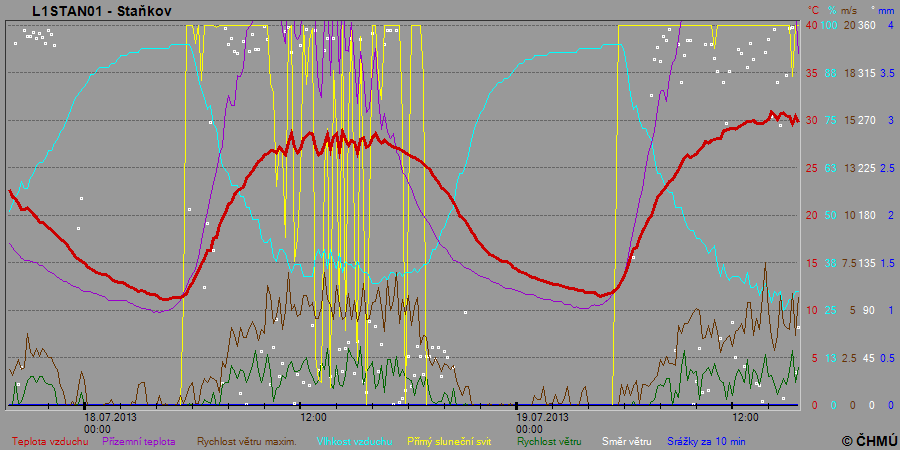 L1STAN01 - Staňkov
°C % m/s ° mm
40 100 20 360 4
35 88 18 315 3.5
30 75 15 270 3
25 63 13 225 2.5
20 50 10 180 2
15 38 7.5 135 1.5
10 25 5 90 1
5 13 2.5 45 0.5
0 0 0 0 0
18.07.2013 12:00 19.07.2013 12:00
00:00 00:00
Teplota vzduchu Přízemní teplota Rychlost větru maxim. Vlhkost vzduchu Přímý sluneční svit Rychlost větru Směr větru Srážky za 10 min © ČHMÚ